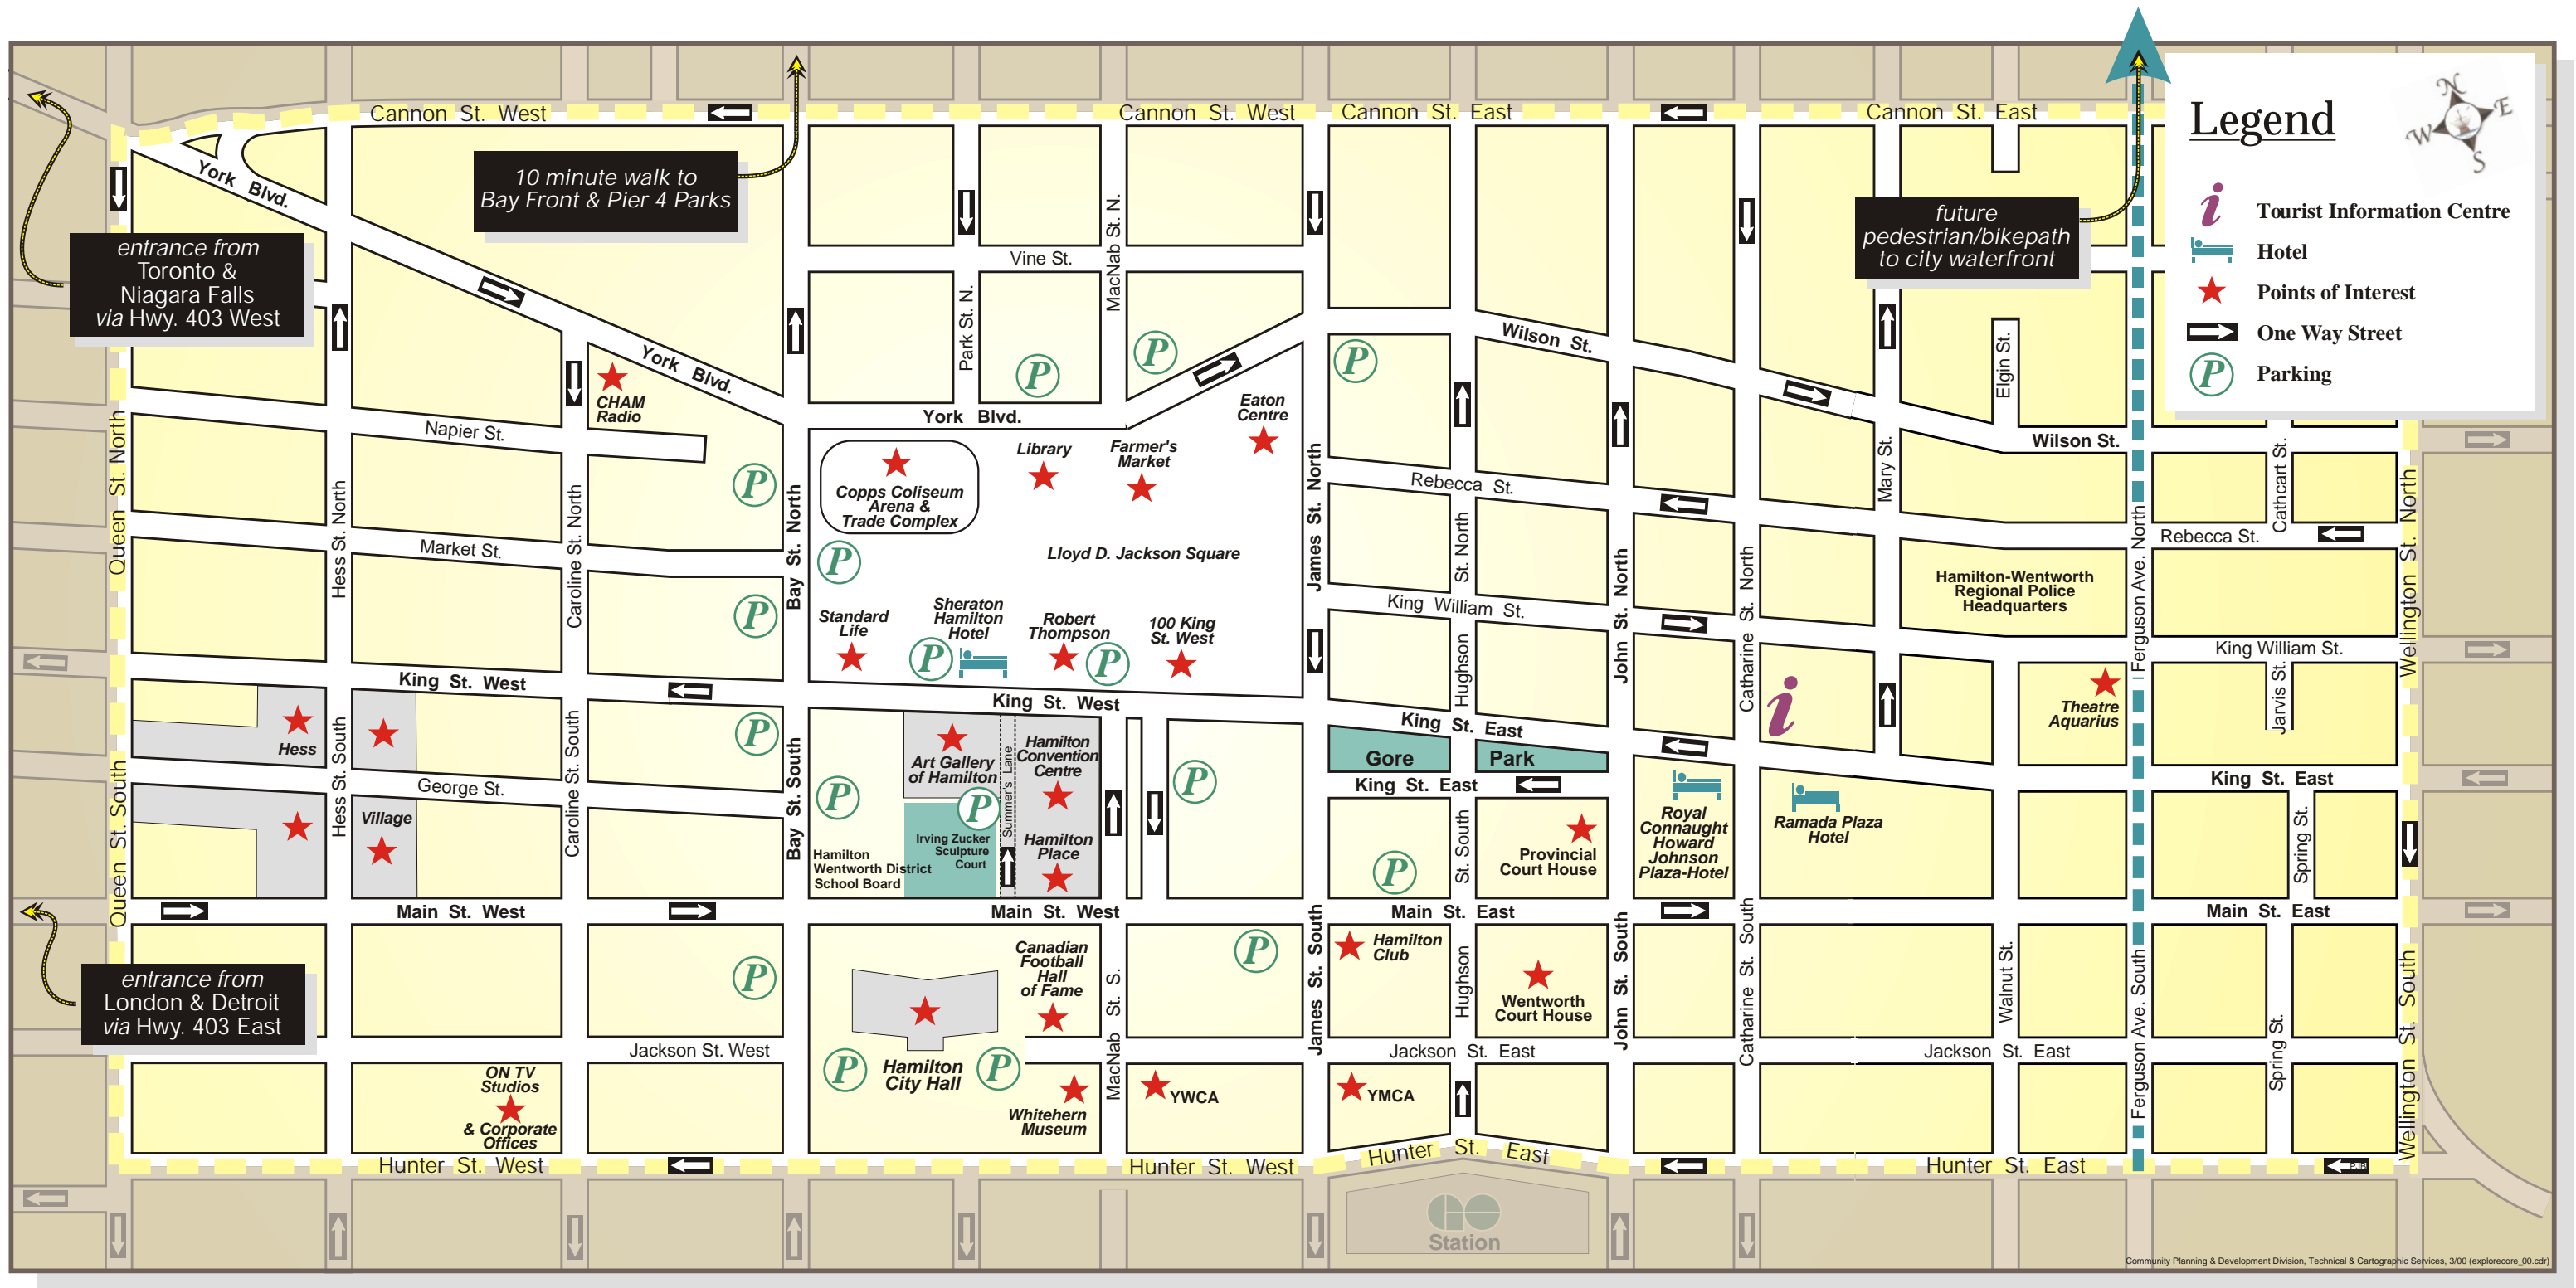 Cannon St. West
Cannon St. West
Cannon St. East
Cannon St. East
Legend
N
E
W
S
Tourist Information Centre
Hotel
Points of Interest
One Way Street
P
Parking
York Blvd.
10 minute walk to
Bay Front & Pier 4 Parks
future
pedestrian/bikepath
to city waterfront
entrance from
Toronto &
Niagara Falls
via Hwy. 403 West
Vine St.
MacNab St. N.
Park St. N.
York Blvd.
P
P
P
Wilson St.
Elgin St.
CHAM
Radio
York Blvd.
Eaton
Centre
Napier St.
Queen St. North
Hess St. North
Caroline St. North
Bay St. North
P
Copps Coliseum
Arena &
Trade Complex
Library
Farmer's
Market
James St. North
Rebecca St.
Mary St.
Wilson St.
Cathcart St.
Rebecca St.
Wellington St. North
Ferguson Ave. North
Market St.
P
Lloyd D. Jackson Square
St. North
Hughson
John St. North
Catharine St. North
Hamilton-Wentworth
Regional Police
Headquarters
P
Standard
Life
P
Sheraton
Hamilton
Hotel
Robert
Thompson
P
100 King
St. West
King William St.
King William St.
Jarvis St.
Theatre
Aquarius
King St. West
King St. West
King St. East
Hess
P
Art Gallery
of Hamilton
Summer's Lane
Hamilton
Convention
Centre
P
Gore
Park
King St. East
King St. East
George St.
Queen St. South
Hess St. South
Village
Caroline St. South
Bay St. South
P
P
Irving Zucker
Sculpture
Court
Hamilton
Place
Hamilton
Wentworth District
School Board
P
St. South
Provincial
Court House
Royal
Connaught
Howard
Johnson
Plaza-Hotel
Ramada Plaza
Hotel
Spring St.
Main St. West
Main St. West
Main St. East
Main St. East
entrance from
London & Detroit
via Hwy. 403 East
P
Canadian
Football
Hall
of Fame
MacNab St. S.
P
James St. South
Hamilton
Club
Hughson
Wentworth
Court House
John St. South
Catharine St. South
Walnut St.
Ferguson Ave. South
Spring St.
Wellington St. South
Jackson St. West
Jackson St. East
Jackson St. East
ON TV
Studios
& Corporate
Offices
P
Hamilton
City Hall
P
Whitehern
Museum
YWCA
YMCA
Hunter St. West
Hunter St. West
Hunter St. East
Hunter St. East
PJB
GO
Station
Community Planning & Development Division, Technical & Cartographic Services, 3/00 (explorecore_00.cdr)